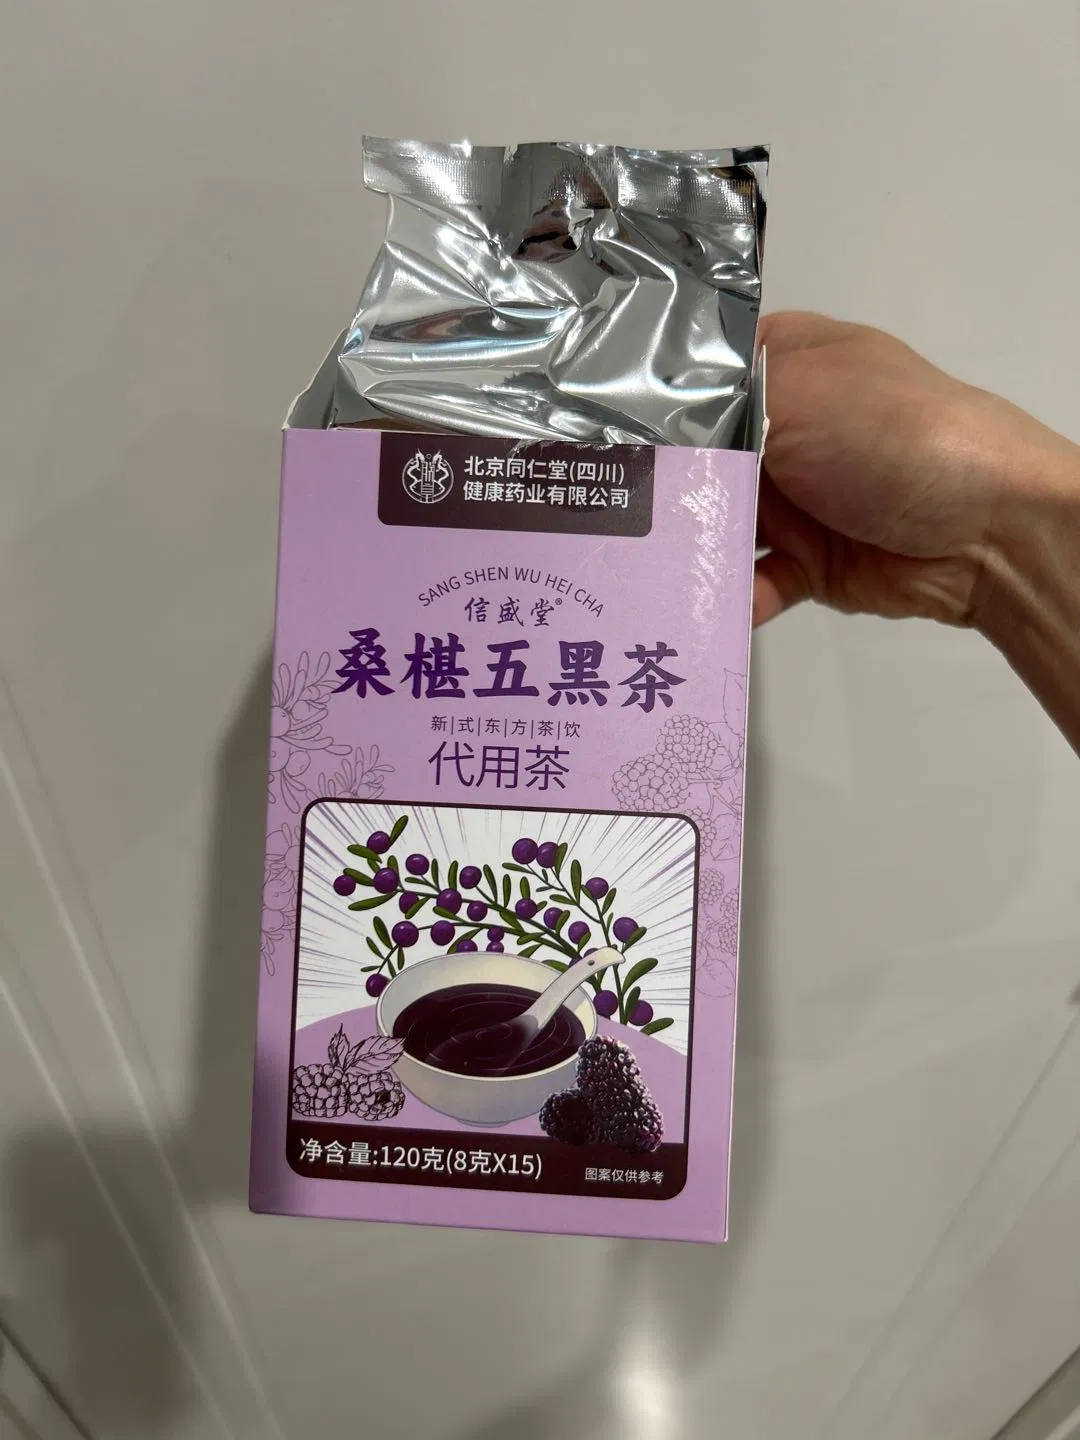 北京同仁堂(四川)
健康药业有限公司
SANG SHEN WU HEI CHA
信盛堂®
桑椹五黑茶
新|式|东|方|茶|饮
代用茶
净含量:120克(8克X15)
图案仅供参考